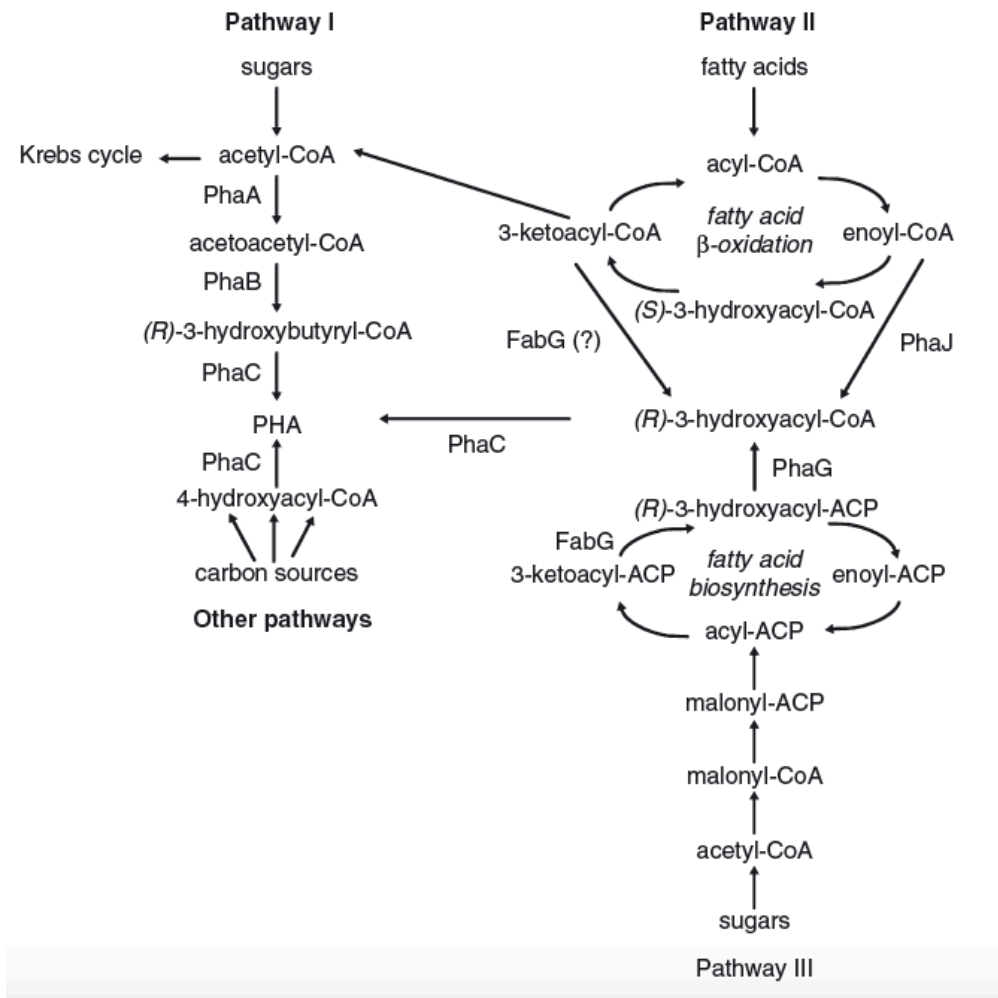 Pathway I
Pathway II
sugars
fatty acids
Krebs cycle
acetyl-CoA
acyl-CoA
PhaA
fatty acid
β-oxidation
3-ketoacyl-CoA
enoyl-CoA
acetoacetyl-CoA
PhaB
(S)-3-hydroxyacyl-CoA
(R)-3-hydroxybutyryl-CoA
FabG (?)
PhaJ
PhaC
PHA
PhaC
(R)-3-hydroxyacyl-CoA
PhaC
PhaG
4-hydroxyacyl-CoA
(R)-3-hydroxyacyl-ACP
FabG
fatty acid
biosynthesis
carbon sources
3-ketoacyl-ACP
enoyl-ACP
Other pathways
acyl-ACP
malonyl-ACP
malonyl-CoA
acetyl-CoA
sugars
Pathway III